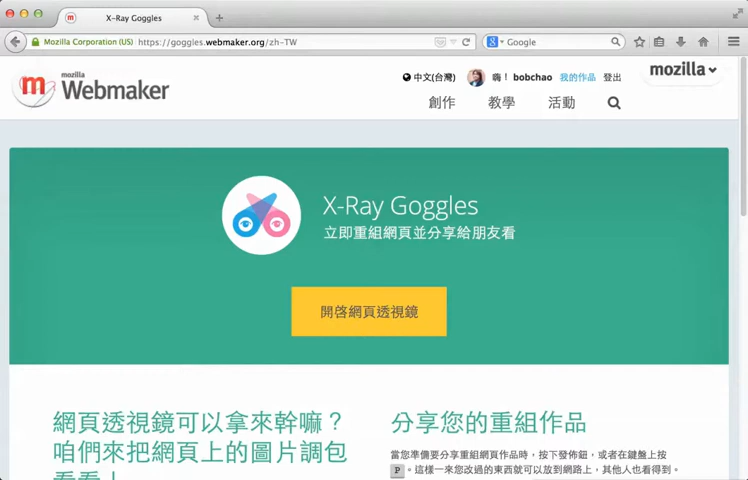 X-Ray Goggles
Mozilla Corporation (US) https://goggles.webmaker.org/zh-TW
Google
mozilla
Webmaker
中文(台灣) 嗨！ bobchao 我的作品 登出
mozilla
創作 教學 活動
X-Ray Goggles
立即重組網頁並分享給朋友看
開啓網頁透視鏡
網頁透視鏡可以拿來幹嘛？
咱們來把網頁上的圖片調包
看看！
分享您的重組作品
當您準備要分享重組網頁作品時，按下發佈鈕，或者在鍵盤上按
P 。這樣一來您改過的東西就可以放到網路上，其他人也看得到。